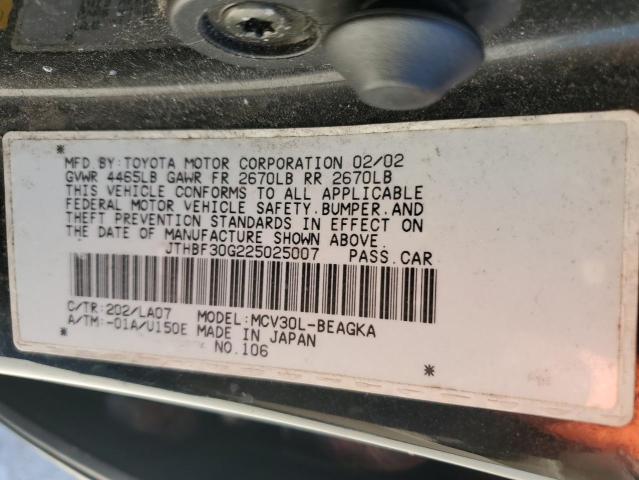 MFD.BY:TOYOTA MOTOR CORPORATION 02/02
GVWR 4465LB GAWR FR 2670LB RR 2670LB
THIS VEHICLE CONFORMS TO ALL APPLICABLE
FEDERAL MOTOR VEHICLE SAFETY,BUMPER,AND
THEFT PREVENTION STANDARDS IN EFFECT ON
THE DATE OF MANUFACTURE SHOWN ABOVE.
JTHBF30G225025007 PASS.CAR
*
C/TR:202/LA07 MODEL:MCV30L-BEAGKA
A/TM:-01A/U150E MADE IN JAPAN
NO.106
*